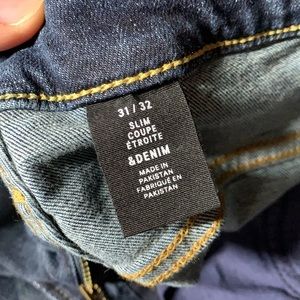 31 / 32
SLIM
COUPE
ÉTROITE
&DENIM
MADE IN
PAKISTAN
FABRIQUÉ EN
PAKISTAN